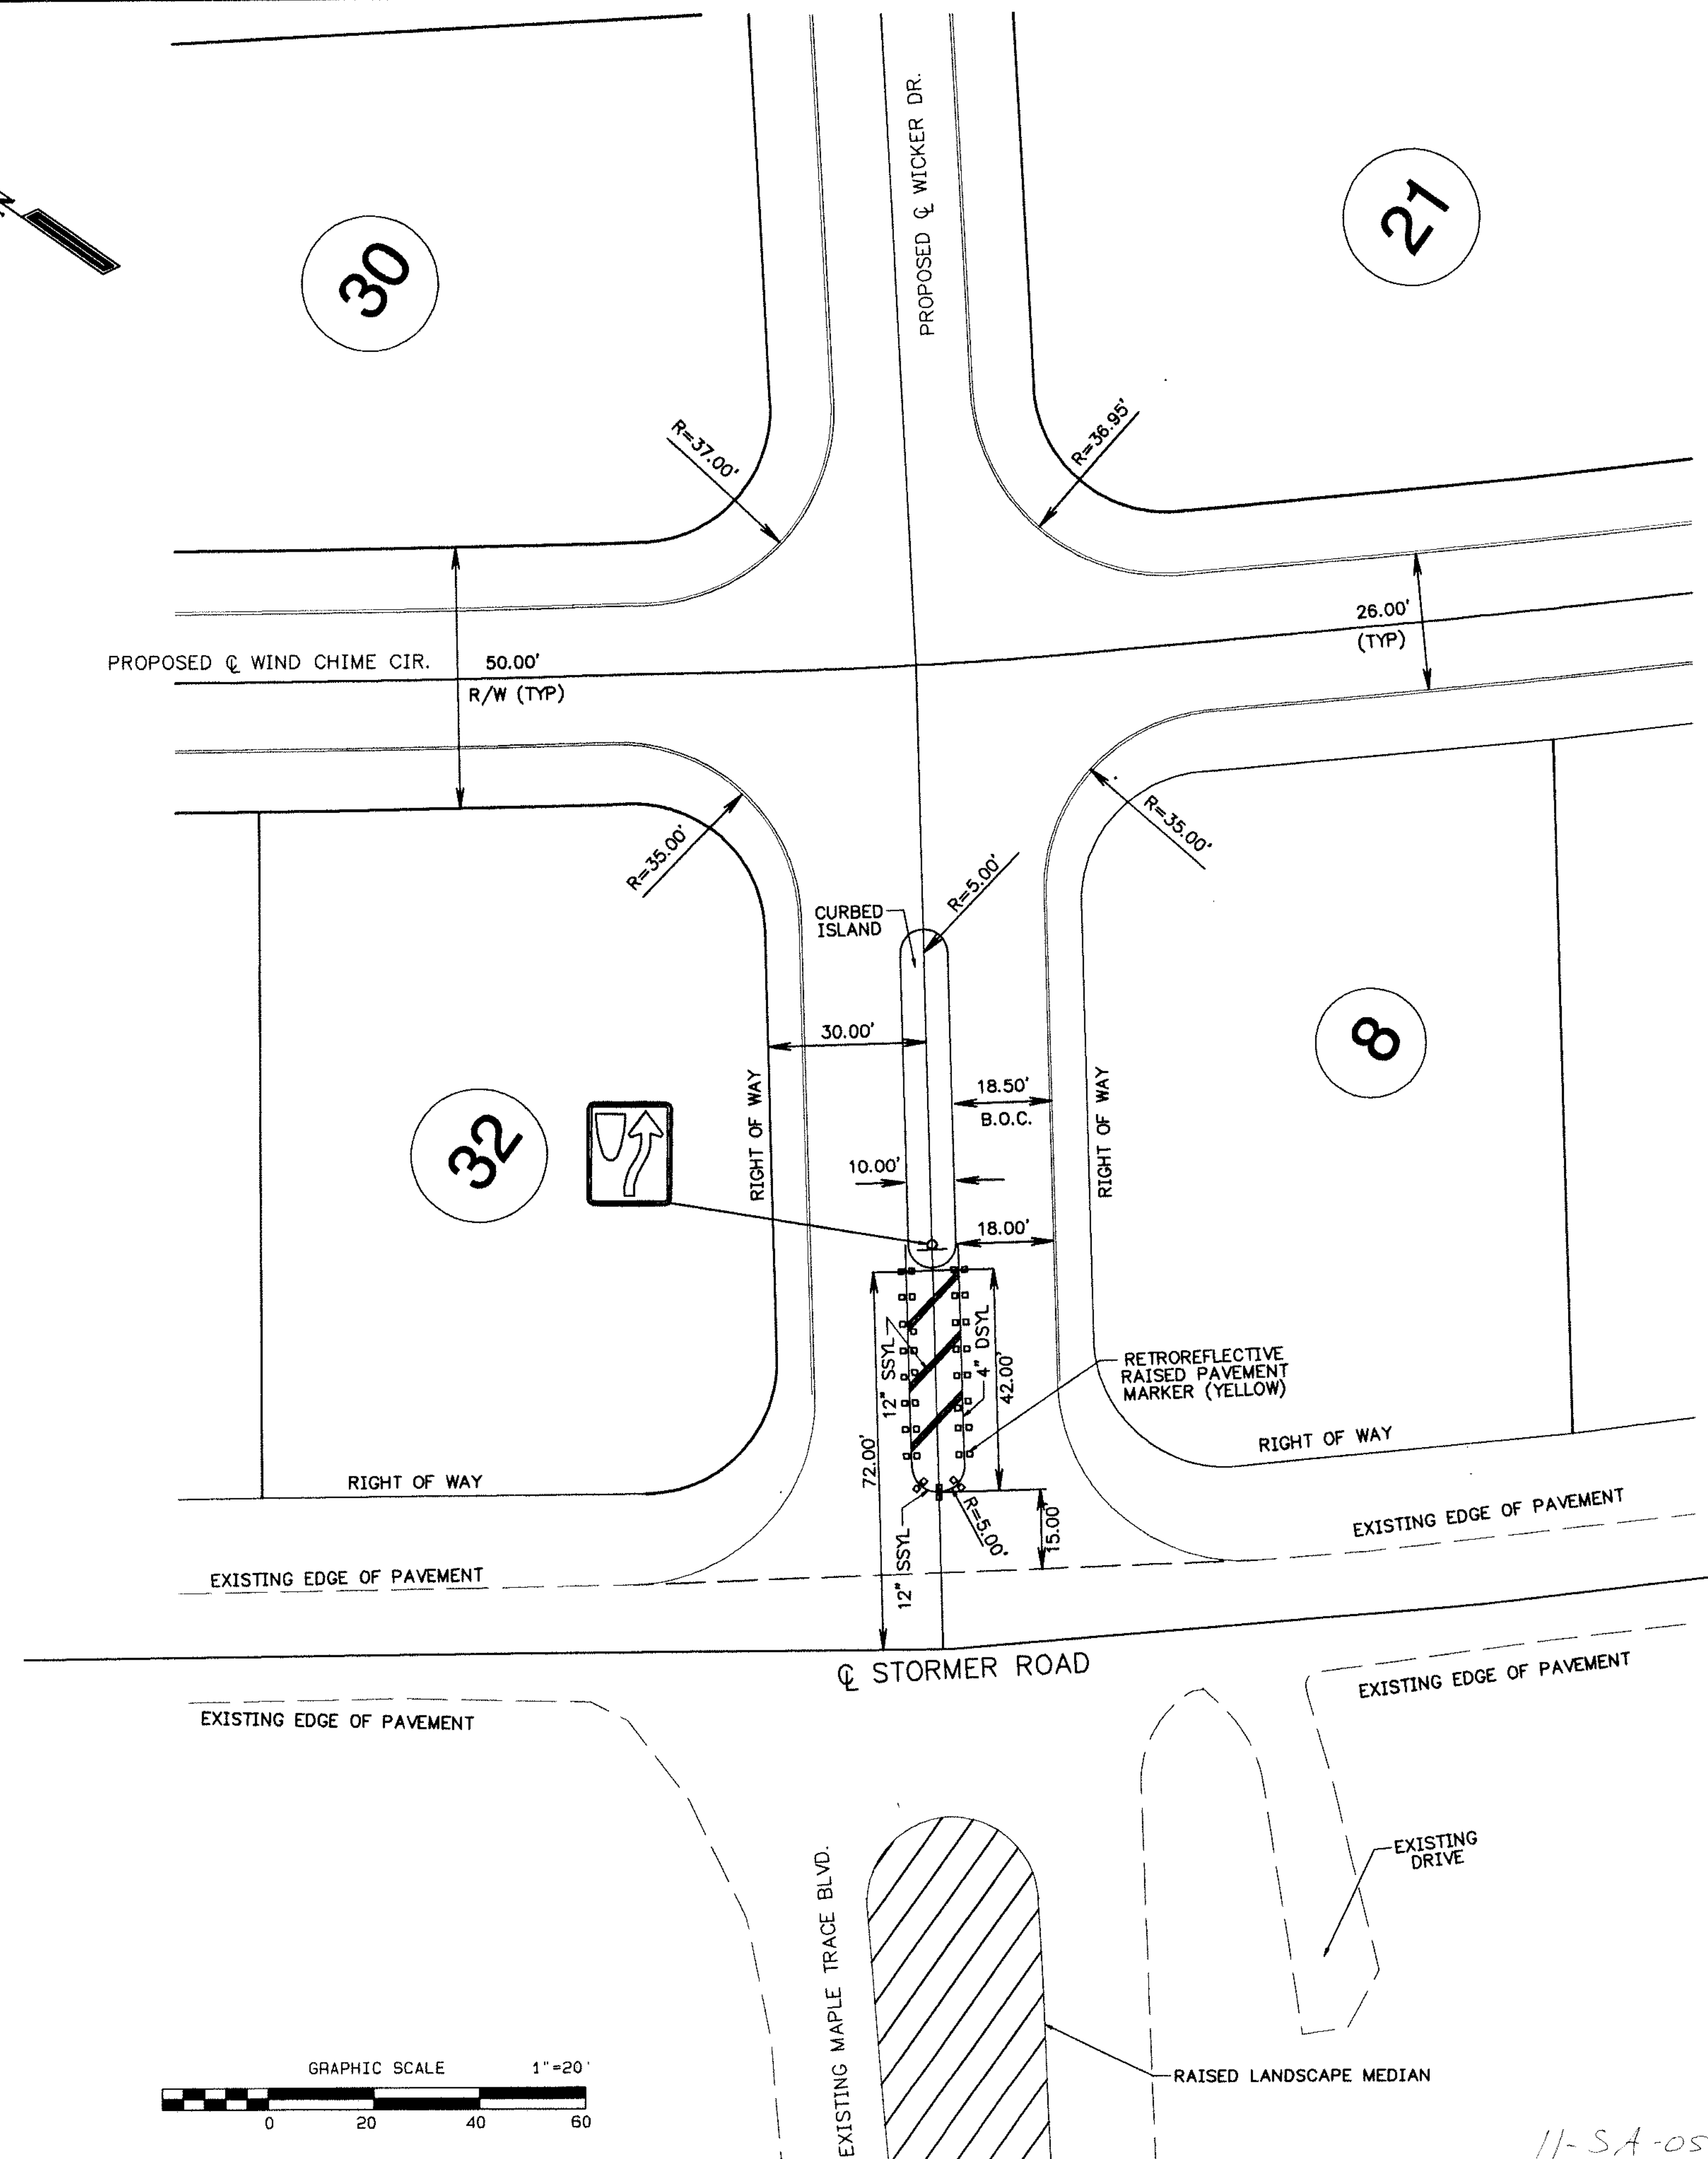 PROPOSED ℄ WICKER DR.
N
30
21
R=37.00'
R=36.95'
26.00'
(TYP)
PROPOSED ℄ WIND CHIME CIR.
50.00'
R/W (TYP)
R=35.00'
R=35.00'
R=5.00'
CURBED
ISLAND
30.00'
8
18.50'
B.O.C.
RIGHT OF WAY
RIGHT OF WAY
32
10.00'
18.00'
12" SSYL
4" DSYL
42.00'
RETROREFLECTIVE
RAISED PAVEMENT
MARKER (YELLOW)
72.00'
RIGHT OF WAY
RIGHT OF WAY
R=5.00'
15.00'
12" SSYL
EXISTING EDGE OF PAVEMENT
EXISTING EDGE OF PAVEMENT
℄ STORMER ROAD
EXISTING EDGE OF PAVEMENT
EXISTING EDGE OF PAVEMENT
EXISTING MAPLE TRACE BLVD.
EXISTING
DRIVE
RAISED LANDSCAPE MEDIAN
GRAPHIC SCALE 1"=20'
0 20 40 60
11-SA-05